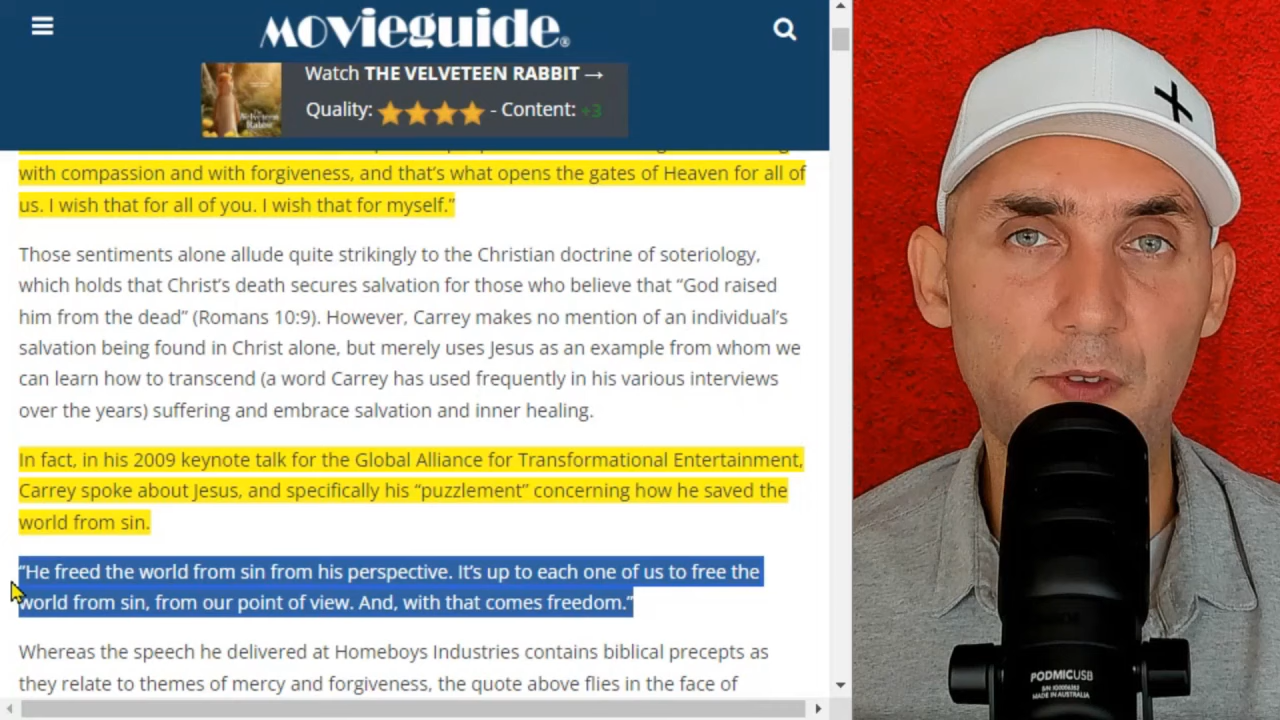 movieguide®
Watch THE VELVETEEN RABBIT →
Quality: ⭐⭐⭐⭐ - Content: +3
with compassion and with forgiveness, and that's what opens the gates of Heaven for all of
us. I wish that for all of you. I wish that for myself.”
Those sentiments alone allude quite strikingly to the Christian doctrine of soteriology,
which holds that Christ's death secures salvation for those who believe that “God raised
him from the dead” (Romans 10:9). However, Carrey makes no mention of an individual's
salvation being found in Christ alone, but merely uses Jesus as an example from whom we
can learn how to transcend (a word Carrey has used frequently in his various interviews
over the years) suffering and embrace salvation and inner healing.
In fact, in his 2009 keynote talk for the Global Alliance for Transformational Entertainment,
Carrey spoke about Jesus, and specifically his “puzzlement” concerning how he saved the
world from sin.
“He freed the world from sin from his perspective. It's up to each one of us to free the
world from sin, from our point of view. And, with that comes freedom.”
Whereas the speech he delivered at Homeboys Industries contains biblical precepts as
they relate to themes of mercy and forgiveness, the quote above flies in the face of
PODMICUSB
MADE IN AUSTRALIA